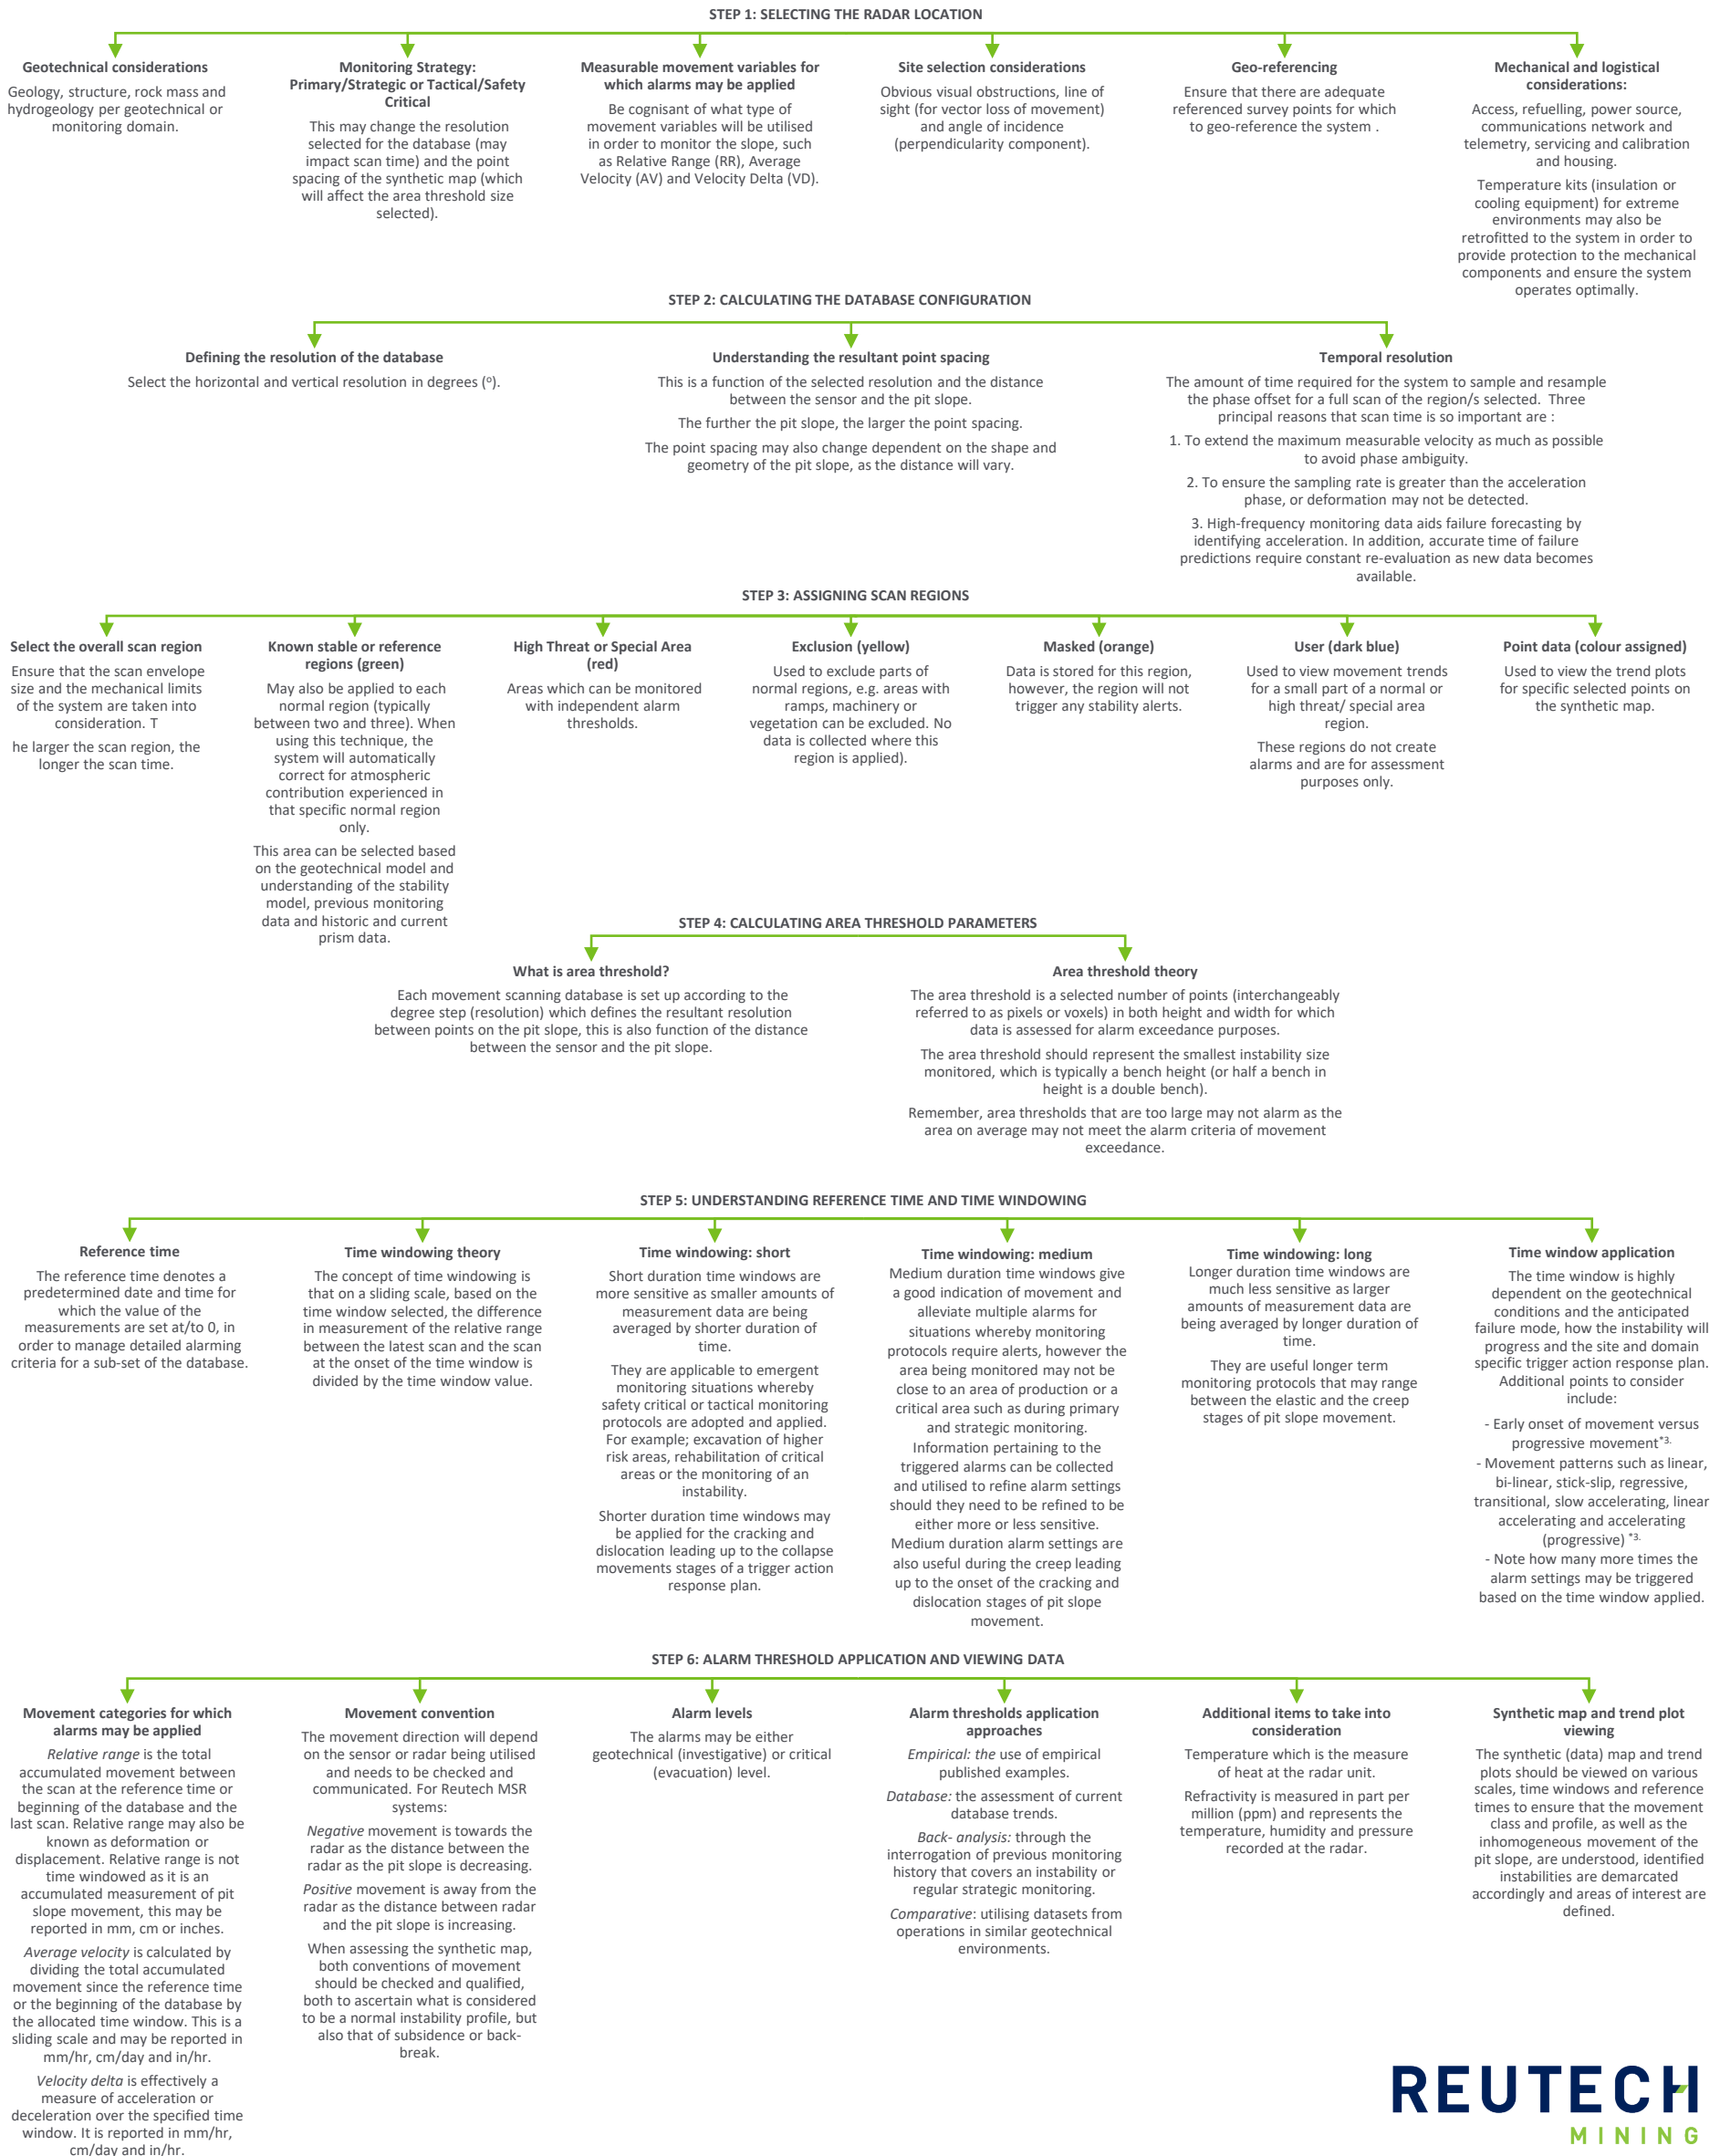 STEP 1: SELECTING THE RADAR LOCATION
Geotechnical considerations
Geology, structure, rock mass and
hydrogeology per geotechnical or
monitoring domain.
Monitoring Strategy:
Primary/Strategic or Tactical/Safety
Critical
This may change the resolution
selected for the database (may
impact scan time) and the point
spacing of the synthetic map (which
will affect the area threshold size
selected).
Measurable movement variables for
which alarms may be applied
Be cognisant of what type of
movement variables will be utilised
in order to monitor the slope, such
as Relative Range (RR), Average
Velocity (AV) and Velocity Delta (VD).
Site selection considerations
Obvious visual obstructions, line of
sight (for vector loss of movement)
and angle of incidence
(perpendicularity component).
Geo-referencing
Ensure that there are adequate
referenced survey points for which
to geo-reference the system .
Mechanical and logistical
considerations:
Access, refuelling, power source,
communications network and
telemetry, servicing and calibration
and housing.
Temperature kits (insulation or
cooling equipment) for extreme
environments may also be
retrofitted to the system in order to
provide protection to the mechanical
components and ensure the system
operates optimally.
STEP 2: CALCULATING THE DATABASE CONFIGURATION
Defining the resolution of the database
Select the horizontal and vertical resolution in degrees (°).
Understanding the resultant point spacing
This is a function of the selected resolution and the distance
between the sensor and the pit slope.
The further the pit slope, the larger the point spacing.
The point spacing may also change dependent on the shape and
geometry of the pit slope, as the distance will vary.
Temporal resolution
The amount of time required for the system to sample and resample
the phase offset for a full scan of the region/s selected. Three
principal reasons that scan time is so important are :
1. To extend the maximum measurable velocity as much as possible
to avoid phase ambiguity.
2. To ensure the sampling rate is greater than the acceleration
phase, or deformation may not be detected.
3. High-frequency monitoring data aids failure forecasting by
identifying acceleration. In addition, accurate time of failure
predictions require constant re-evaluation as new data becomes
available.
STEP 3: ASSIGNING SCAN REGIONS
Select the overall scan region
Ensure that the scan envelope
size and the mechanical limits
of the system are taken into
consideration. T
he larger the scan region, the
longer the scan time.
Known stable or reference
regions (green)
May also be applied to each
normal region (typically
between two and three). When
using this technique, the
system will automatically
correct for atmospheric
contribution experienced in
that specific normal region
only.
This area can be selected based
on the geotechnical model and
understanding of the stability
model, previous monitoring
data and historic and current
prism data.
High Threat or Special Area
(red)
Areas which can be monitored
with independent alarm
thresholds.
Exclusion (yellow)
Used to exclude parts of
normal regions, e.g. areas with
ramps, machinery or
vegetation can be excluded. No
data is collected where this
region is applied).
Masked (orange)
Data is stored for this region,
however, the region will not
trigger any stability alerts.
User (dark blue)
Used to view movement trends
for a small part of a normal or
high threat/ special area
region.
These regions do not create
alarms and are for assessment
purposes only.
Point data (colour assigned)
Used to view the trend plots
for specific selected points on
the synthetic map.
STEP 4: CALCULATING AREA THRESHOLD PARAMETERS
What is area threshold?
Each movement scanning database is set up according to the
degree step (resolution) which defines the resultant resolution
between points on the pit slope, this is also function of the distance
between the sensor and the pit slope.
Area threshold theory
The area threshold is a selected number of points (interchangeably
referred to as pixels or voxels) in both height and width for which
data is assessed for alarm exceedance purposes.
The area threshold should represent the smallest instability size
monitored, which is typically a bench height (or half a bench in
height is a double bench).
Remember, area thresholds that are too large may not alarm as the
area on average may not meet the alarm criteria of movement
exceedance.
STEP 5: UNDERSTANDING REFERENCE TIME AND TIME WINDOWING
Reference time
The reference time denotes a
predetermined date and time for
which the value of the
measurements are set at/to 0, in
order to manage detailed alarming
criteria for a sub-set of the database.
Time windowing theory
The concept of time windowing is
that on a sliding scale, based on the
time window selected, the difference
in measurement of the relative range
between the latest scan and the scan
at the onset of the time window is
divided by the time window value.
Time windowing: short
Short duration time windows are
more sensitive as smaller amounts of
measurement data are being
averaged by shorter duration of
time.
They are applicable to emergent
monitoring situations whereby
safety critical or tactical monitoring
protocols are adopted and applied.
For example; excavation of higher
risk areas, rehabilitation of critical
areas or the monitoring of an
instability.
Shorter duration time windows may
be applied for the cracking and
dislocation leading up to the collapse
movements stages of a trigger action
response plan.
Time windowing: medium
Medium duration time windows give
a good indication of movement and
alleviate multiple alarms for
situations whereby monitoring
protocols require alerts, however the
area being monitored may not be
close to an area of production or a
critical area such as during primary
and strategic monitoring.
Information pertaining to the
triggered alarms can be collected
and utilised to refine alarm settings
should they need to be refined to be
either more or less sensitive.
Medium duration alarm settings are
also useful during the creep leading
up to the onset of the cracking and
dislocation stages of pit slope
movement.
Time windowing: long
Longer duration time windows are
much less sensitive as larger
amounts of measurement data are
being averaged by longer duration of
time.
They are useful longer term
monitoring protocols that may range
between the elastic and the creep
stages of pit slope movement.
Time window application
The time window is highly
dependent on the geotechnical
conditions and the anticipated
failure mode, how the instability will
progress and the site and domain
specific trigger action response plan.
Additional points to consider
include:
- Early onset of movement versus
progressive movement*3.
- Movement patterns such as linear,
bi-linear, stick-slip, regressive,
transitional, slow accelerating, linear
accelerating and accelerating
(progressive) *3.
- Note how many more times the
alarm settings may be triggered
based on the time window applied.
STEP 6: ALARM THRESHOLD APPLICATION AND VIEWING DATA
Movement categories for which
alarms may be applied
Relative range is the total
accumulated movement between
the scan at the reference time or
beginning of the database and the
last scan. Relative range may also be
known as deformation or
displacement. Relative range is not
time windowed as it is an
accumulated measurement of pit
slope movement, this may be
reported in mm, cm or inches.
Average velocity is calculated by
dividing the total accumulated
movement since the reference time
or the beginning of the database by
the allocated time window. This is a
sliding scale and may be reported in
mm/hr, cm/day and in/hr.
Velocity delta is effectively a
measure of acceleration or
deceleration over the specified time
window. It is reported in mm/hr,
cm/day and in/hr.
Movement convention
The movement direction will depend
on the sensor or radar being utilised
and needs to be checked and
communicated. For Reutech MSR
systems:
Negative movement is towards the
radar as the distance between the
radar as the pit slope is decreasing.
Positive movement is away from the
radar as the distance between radar
and the pit slope is increasing.
When assessing the synthetic map,
both conventions of movement
should be checked and qualified,
both to ascertain what is considered
to be a normal instability profile, but
also that of subsidence or back-
break.
Alarm levels
The alarms may be either
geotechnical (investigative) or critical
(evacuation) level.
Alarm thresholds application
approaches
Empirical: the use of empirical
published examples.
Database: the assessment of current
database trends.
Back- analysis: through the
interrogation of previous monitoring
history that covers an instability or
regular strategic monitoring.
Comparative: utilising datasets from
operations in similar geotechnical
environments.
Additional items to take into
consideration
Temperature which is the measure
of heat at the radar unit.
Refractivity is measured in part per
million (ppm) and represents the
temperature, humidity and pressure
recorded at the radar.
Synthetic map and trend plot
viewing
The synthetic (data) map and trend
plots should be viewed on various
scales, time windows and reference
times to ensure that the movement
class and profile, as well as the
inhomogeneous movement of the
pit slope, are understood, identified
instabilities are demarcated
accordingly and areas of interest are
defined.
REUTECH
MINING